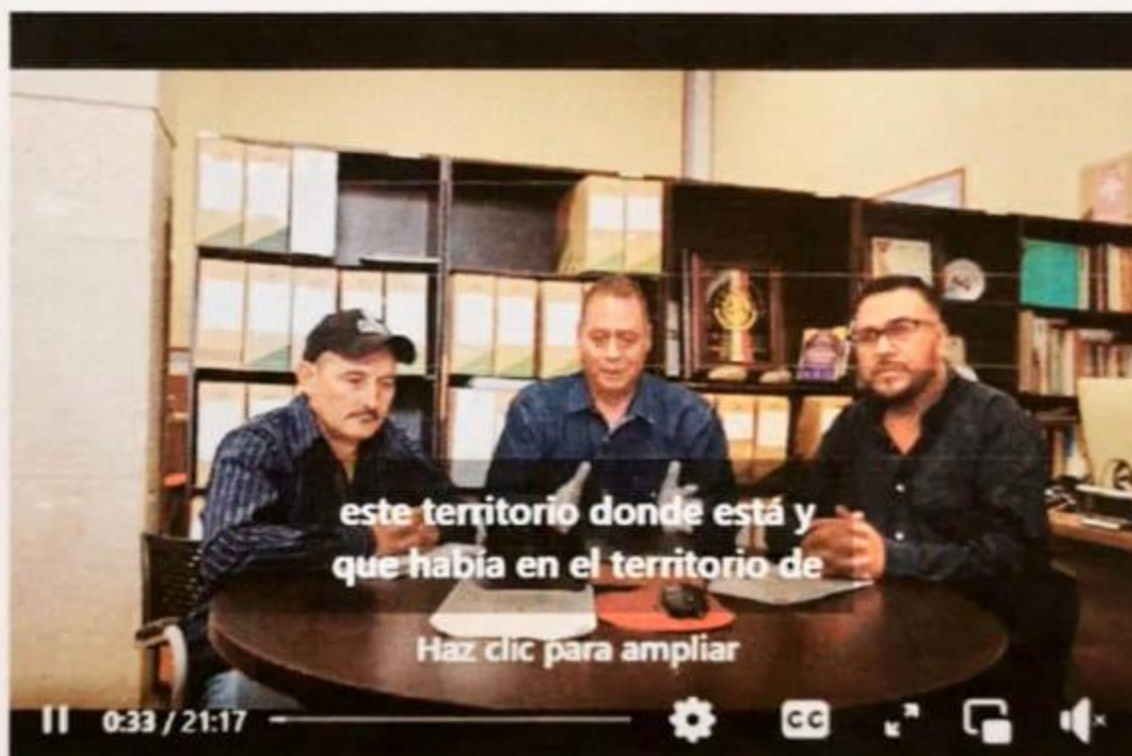 este territorio donde está y
que había en el territorio de
Haz clic para ampliar
0:33 / 21:17
CC